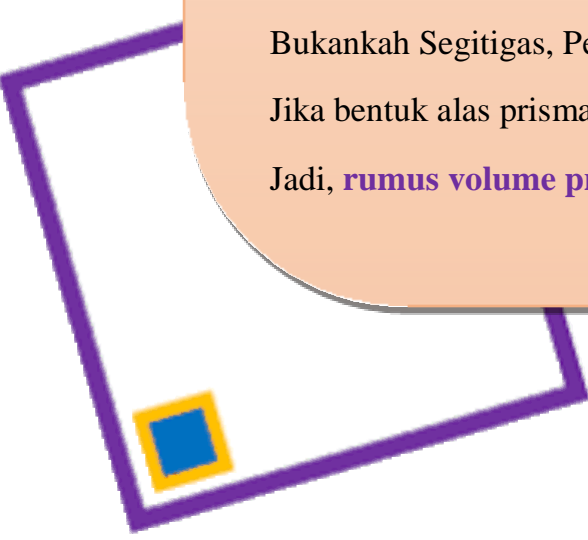 Bukankah Segitigas, Pe
Jika bentuk alas prisma
Jadi, rumus volume pr